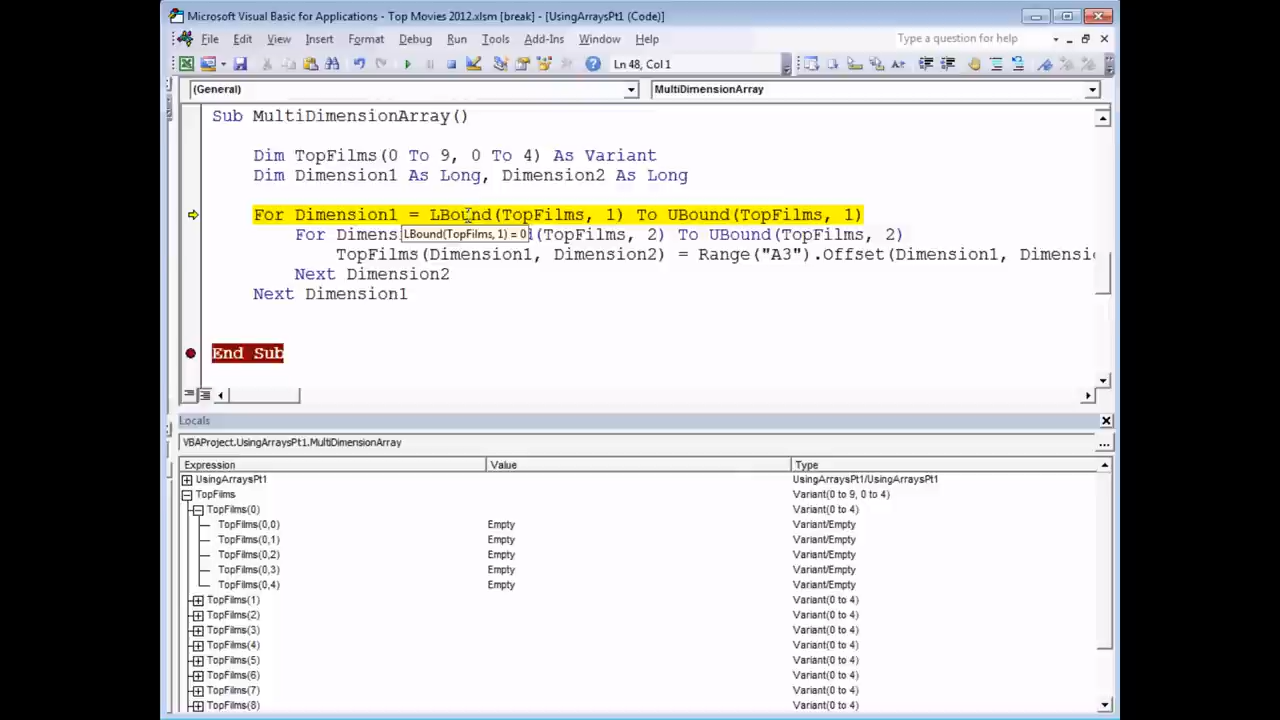 Microsoft Visual Basic for Applications - Top Movies 2012.xlsm [break] - [UsingArraysPt1 (Code)]
File Edit View Insert Format Debug Run Tools Add-Ins Window Help Type a question for help
Ln 48, Col 1
(General) MultiDimensionArray
Sub MultiDimensionArray()
Dim TopFilms(0 To 9, 0 To 4) As Variant
Dim Dimension1 As Long, Dimension2 As Long
For Dimension1 = LBound(TopFilms, 1) To UBound(TopFilms, 1)
For Dimens d(TopFilms, 2) To UBound(TopFilms, 2)
LBound(TopFilms, 1) = 0
TopFilms(Dimension1, Dimension2) = Range("A3").Offset(Dimension1, Dimensi
Next Dimension2
Next Dimension1
End Sub
Locals
VBAProject.UsingArraysPt1.MultiDimensionArray ...
Expression Value Type
UsingArraysPt1 UsingArraysPt1/UsingArraysPt1
TopFilms Variant(0 to 9, 0 to 4)
TopFilms(0) Variant(0 to 4)
TopFilms(0,0) Empty Variant/Empty
TopFilms(0,1) Empty Variant/Empty
TopFilms(0,2) Empty Variant/Empty
TopFilms(0,3) Empty Variant/Empty
TopFilms(0,4) Empty Variant/Empty
TopFilms(1) Variant(0 to 4)
TopFilms(2) Variant(0 to 4)
TopFilms(3) Variant(0 to 4)
TopFilms(4) Variant(0 to 4)
TopFilms(5) Variant(0 to 4)
TopFilms(6) Variant(0 to 4)
TopFilms(7) Variant(0 to 4)
TopFilms(8) Variant(0 to 4)